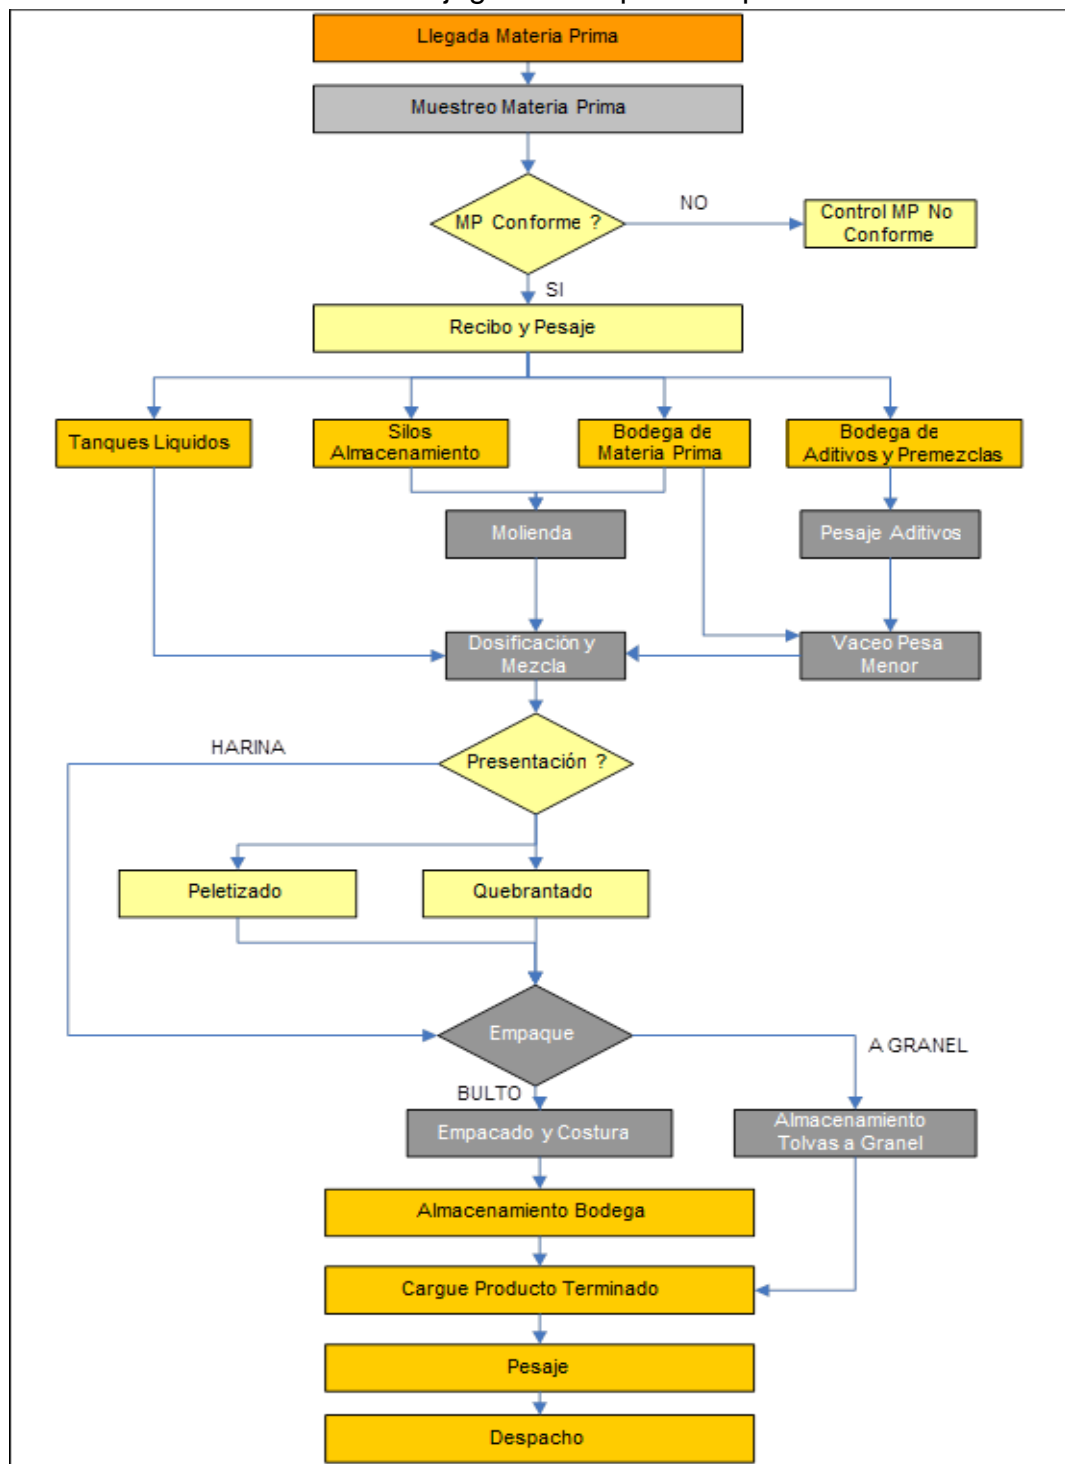 Llegada Materia Prima
Muestreo Materia Prima
MP Conforme ?
NO
Control MP No
Conforme
SI
Recibo y Pesaje
Tanques Liquidos
Silos
Almacenamiento
Bodega de
Materia Prima
Bodega de
Aditivos y Premezclas
Molienda
Pesaje Aditivos
Dosificación y
Mezcla
Vaceo Pesa
Menor
HARINA
Presentación ?
Peletizado
Quebrantado
Empaque
A GRANEL
BULTO
Empacado y Costura
Almacenamiento
Tolvas a Granel
Almacenamiento Bodega
Cargue Producto Terminado
Pesaje
Despacho